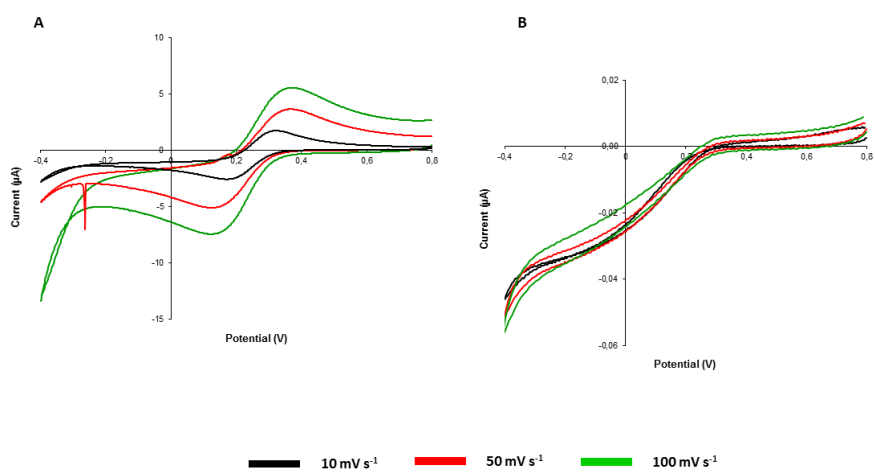 A
B
10
5
0
-5
-10
-15
-0,4
-0,2
0
0,2
0,4
0,6
0,8
Current (µA)
Potential (V)
0,02
0,00
-0,02
-0,04
-0,06
-0,4
-0,2
0
0,2
0,4
0,6
0,8
Current (µA)
Potential (V)
10 mV s⁻¹
50 mV s⁻¹
100 mV s⁻¹